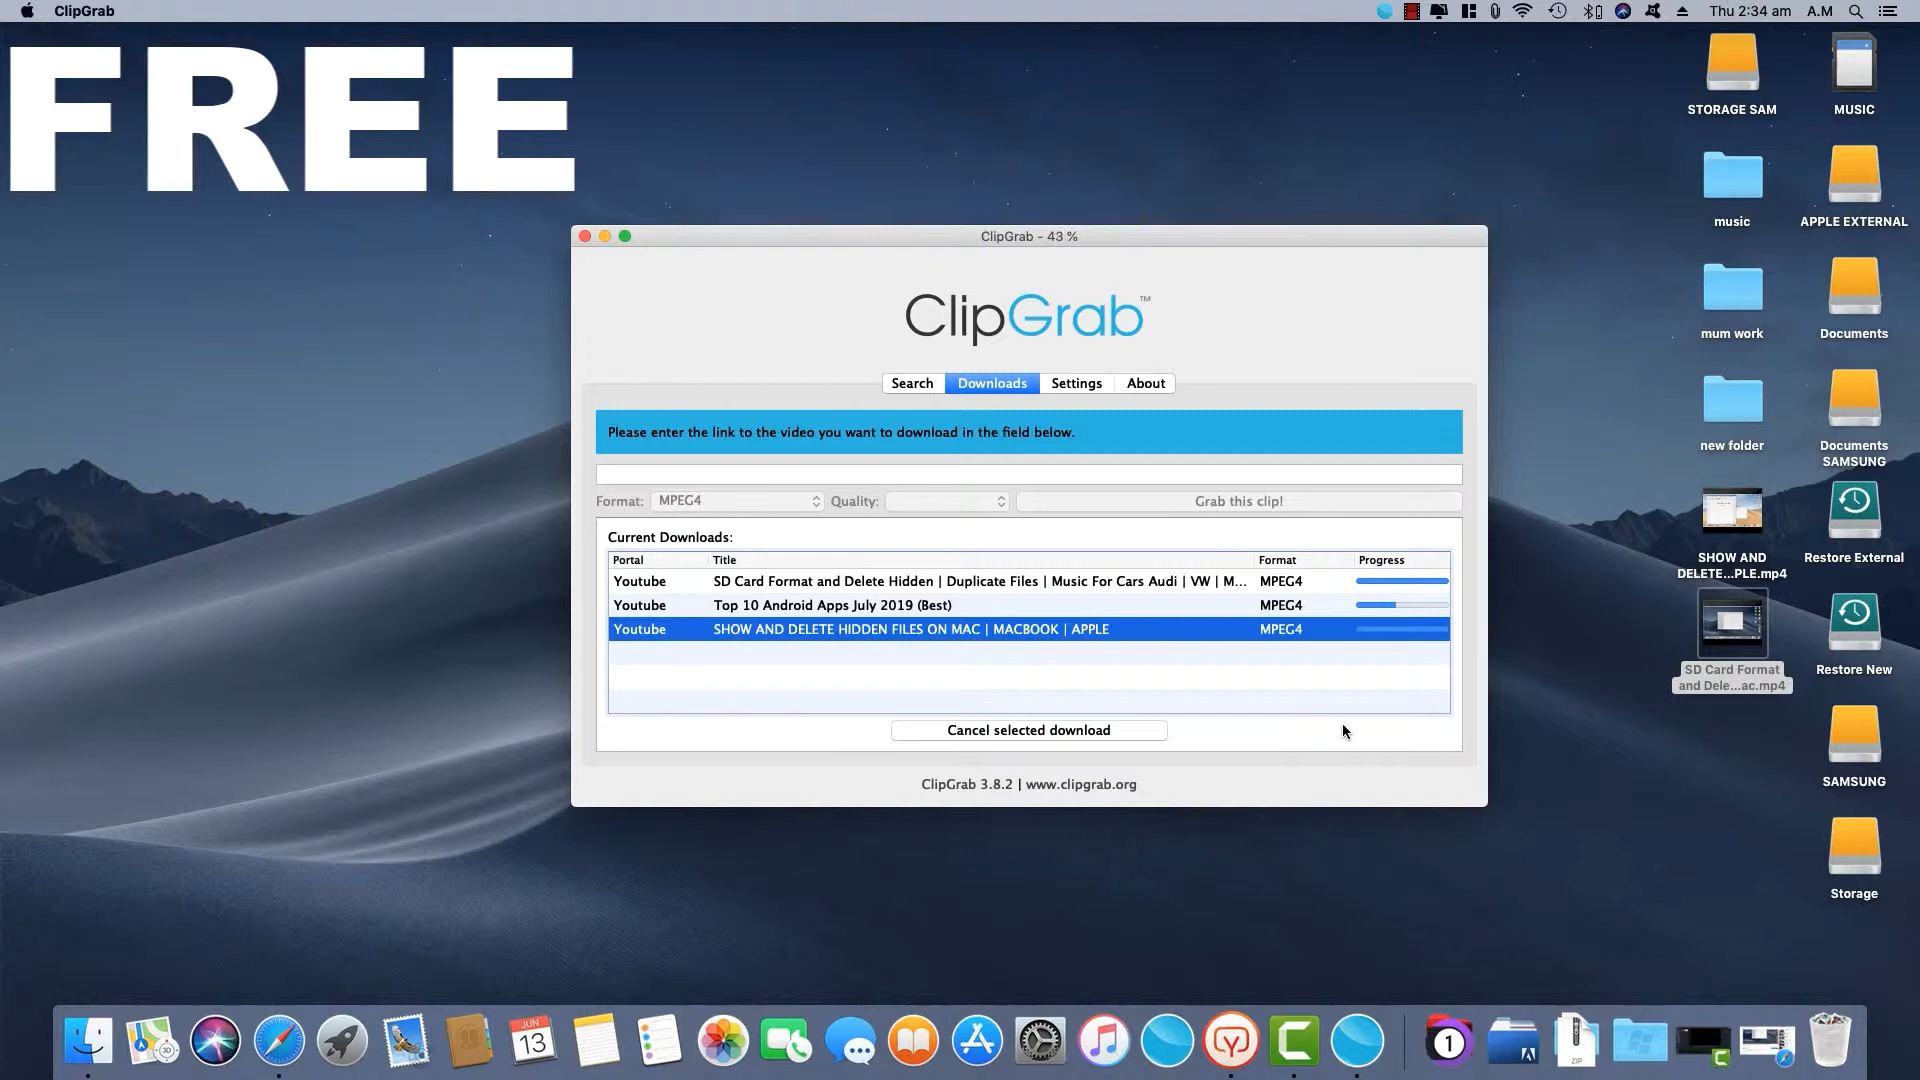 ClipGrab
Thu 2:34 am A.M
FREE
STORAGE SAM
MUSIC
music
APPLE EXTERNAL
mum work
Documents
new folder
Documents
SAMSUNG
SHOW AND
DELETE...PLE.mp4
Restore External
SD Card Format
and Dele...ac.mp4
Restore New
SAMSUNG
Storage
ClipGrab - 43 %
ClipGrab™
Search Downloads Settings About
Please enter the link to the video you want to download in the field below.
Format: MPEG4 Quality: Grab this clip!
Current Downloads:
Portal Title Format Progress
Youtube SD Card Format and Delete Hidden | Duplicate Files | Music For Cars Audi | VW | M... MPEG4
Youtube Top 10 Android Apps July 2019 (Best) MPEG4
Youtube SHOW AND DELETE HIDDEN FILES ON MAC | MACBOOK | APPLE MPEG4
Cancel selected download
ClipGrab 3.8.2 | www.clipgrab.org
JUN
13
1
ZIP